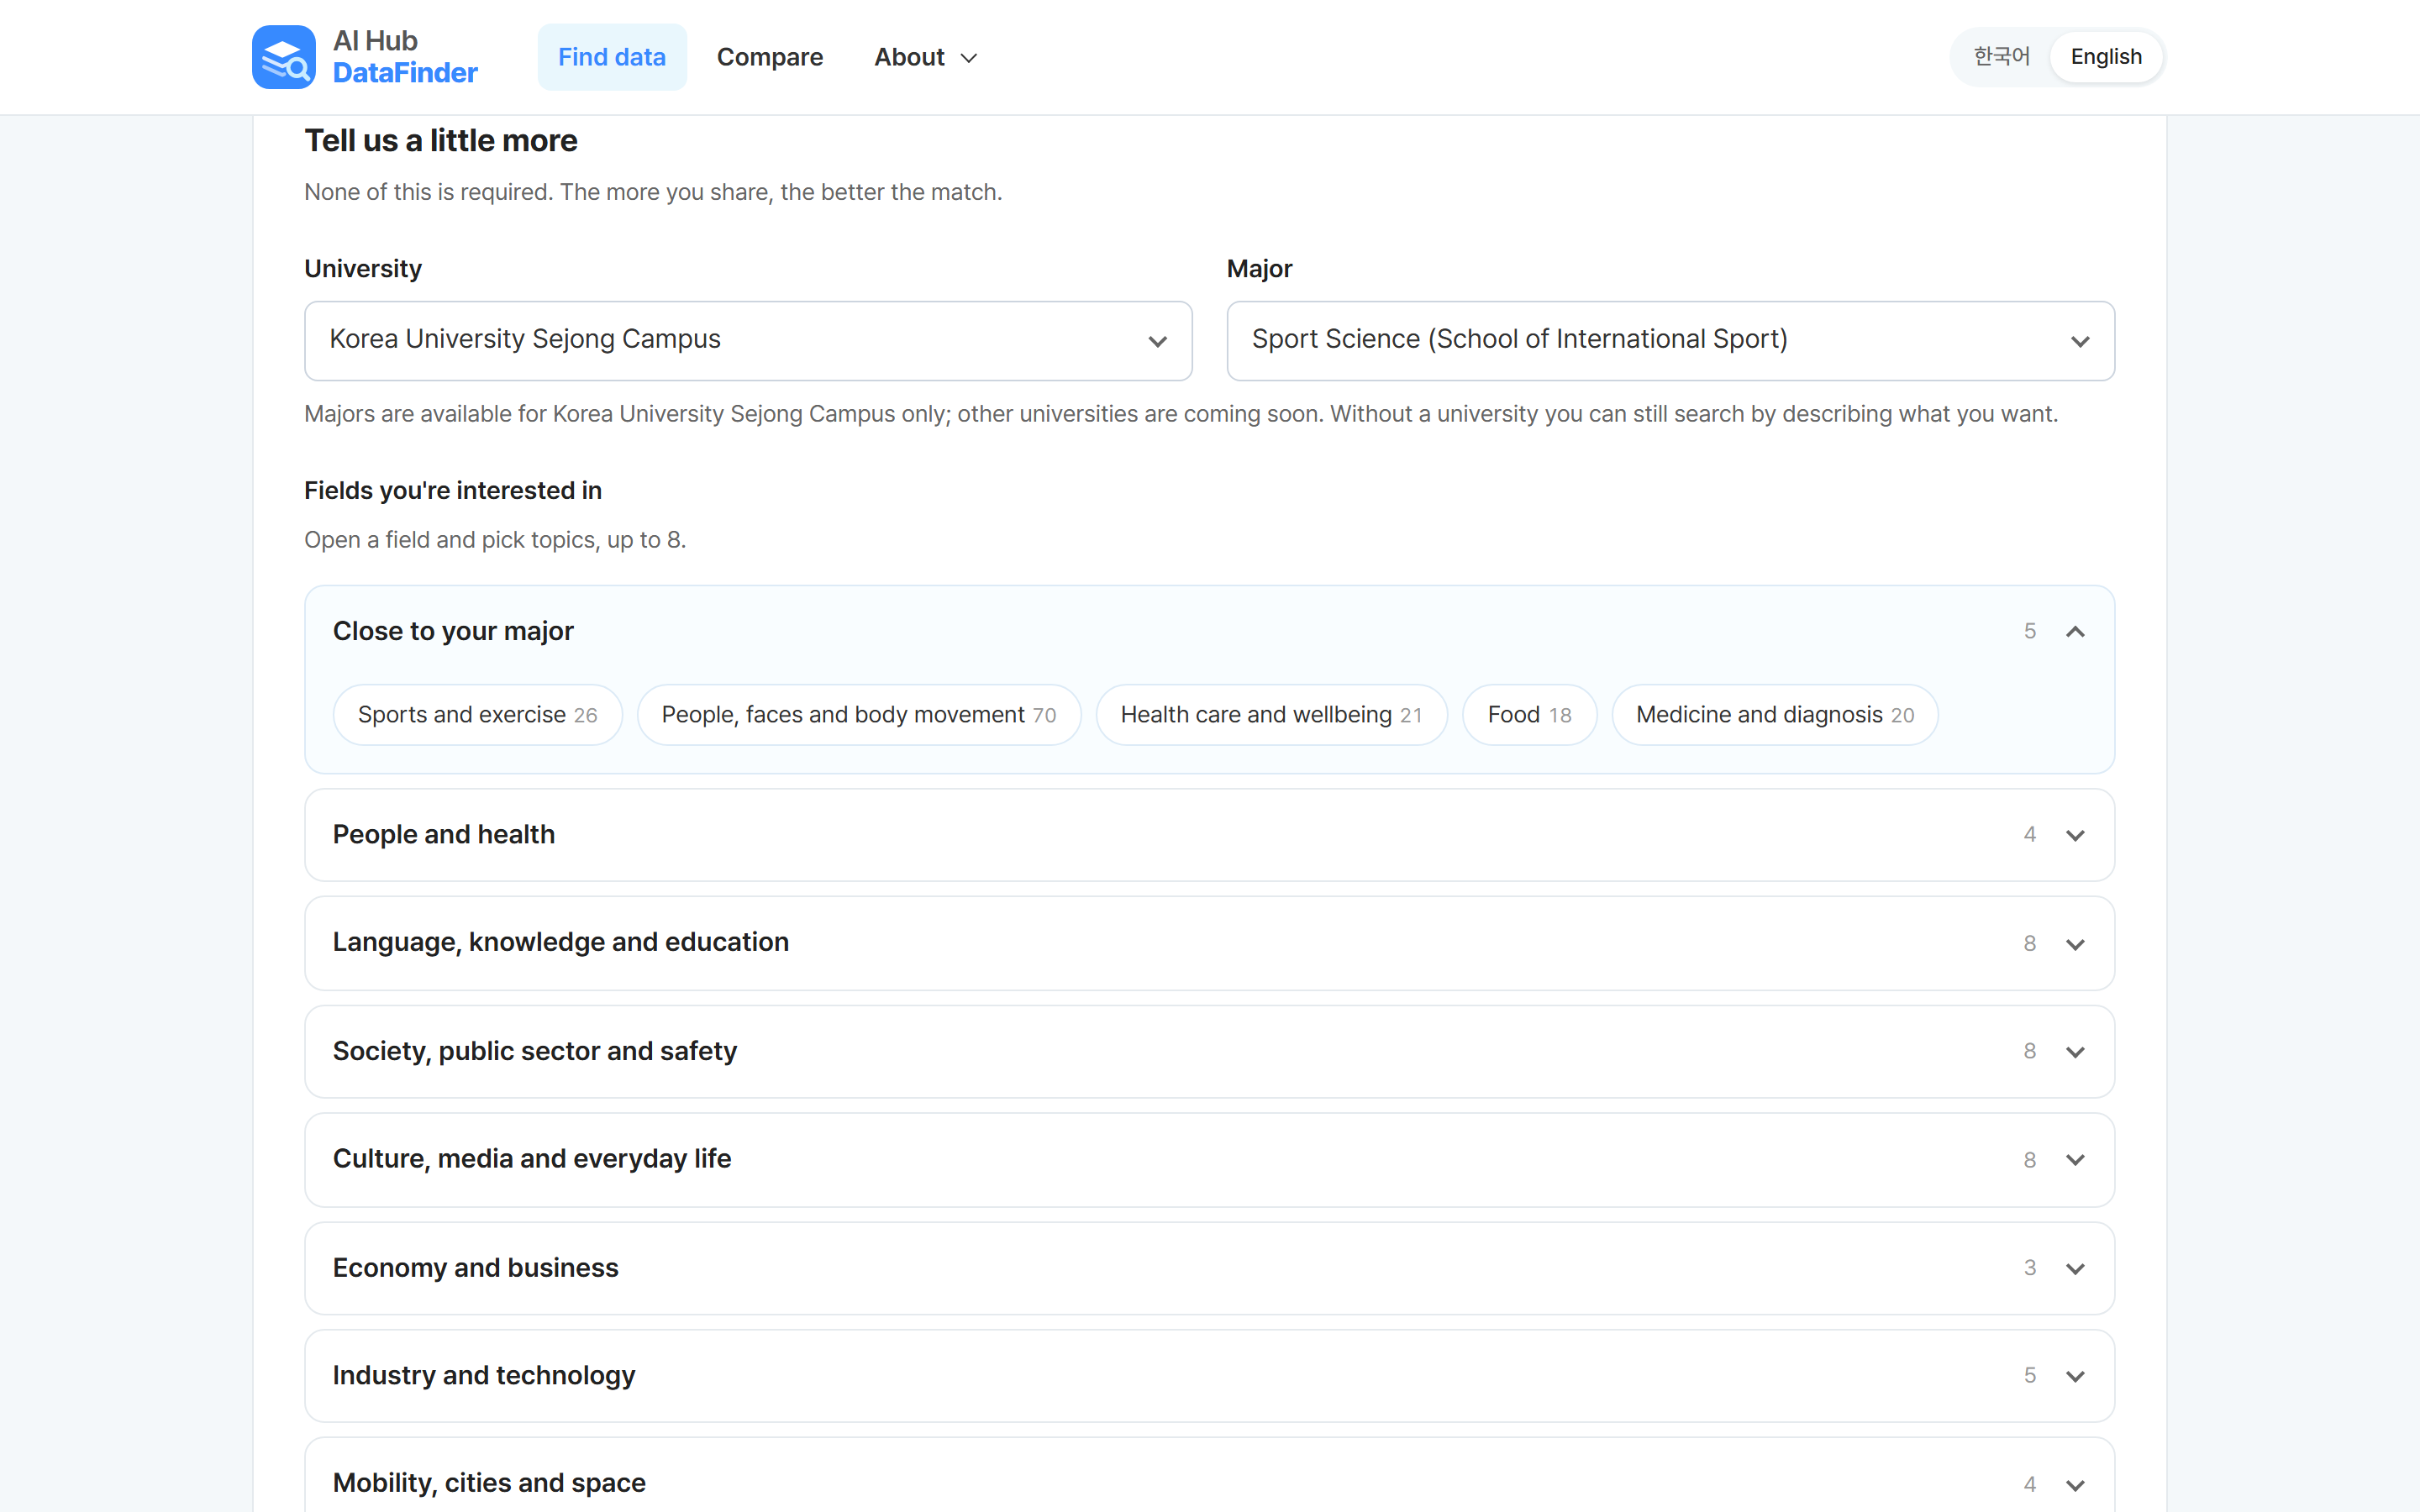 AI Hub
DataFinder
Find data
Compare
About
한국어
English
Tell us a little more
None of this is required. The more you share, the better the match.
University
Major
Korea University Sejong Campus
Sport Science (School of International Sport)
Majors are available for Korea University Sejong Campus only; other universities are coming soon. Without a university you can still search by describing what you want.
Fields you're interested in
Open a field and pick topics, up to 8.
Close to your major 5
Sports and exercise 26
People, faces and body movement 70
Health care and wellbeing 21
Food 18
Medicine and diagnosis 20
People and health 4
Language, knowledge and education 8
Society, public sector and safety 8
Culture, media and everyday life 8
Economy and business 3
Industry and technology 5
Mobility, cities and space 4